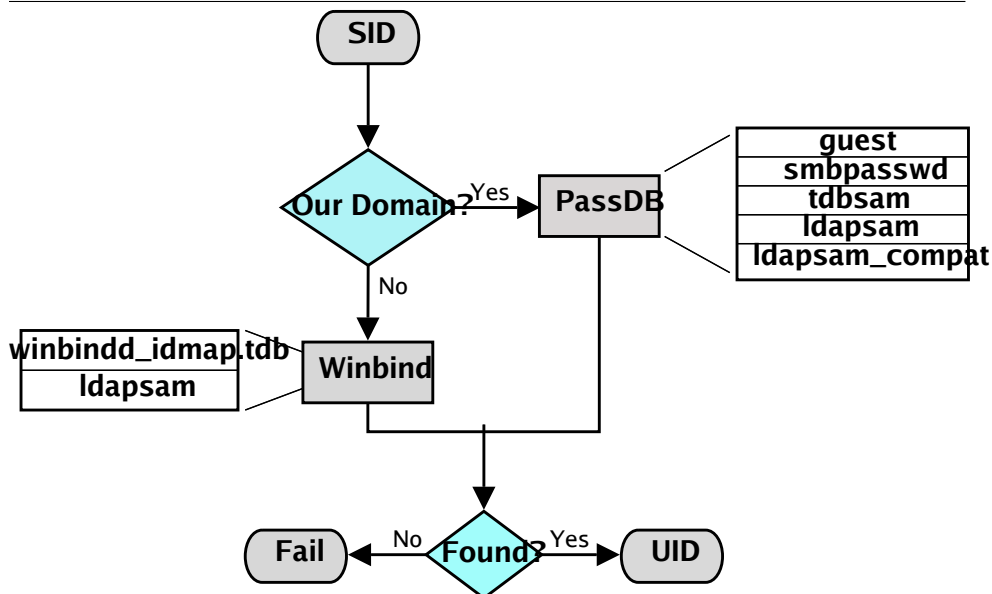 SID
Our Domain?
Yes
PassDB
guest
smbpasswd
tdbsam
ldapsam
ldapsam_compat
No
winbindd_idmap.tdb
ldapsam
Winbind
Fail
No
Found?
Yes
UID